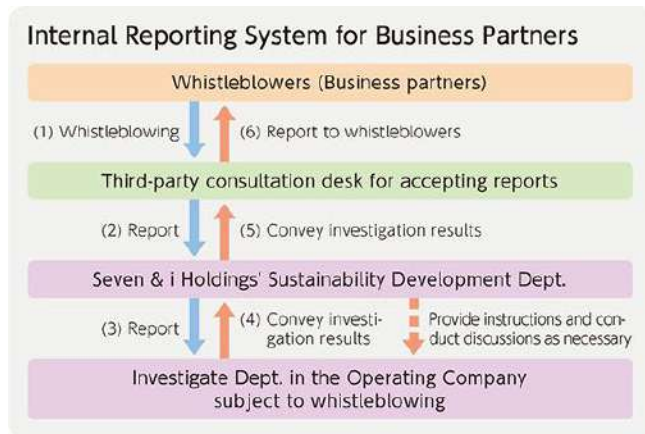 Internal Reporting System for Business Partners
Whistleblowers (Business partners)
(1) Whistleblowing
(6) Report to whistleblowers
Third-party consultation desk for accepting reports
(2) Report
(5) Convey investigation results
Seven & i Holdings' Sustainability Development Dept.
(3) Report
(4) Convey investi-
gation results
Provide instructions and con-
duct discussions as necessary
Investigate Dept. in the Operating Company
subject to whistleblowing